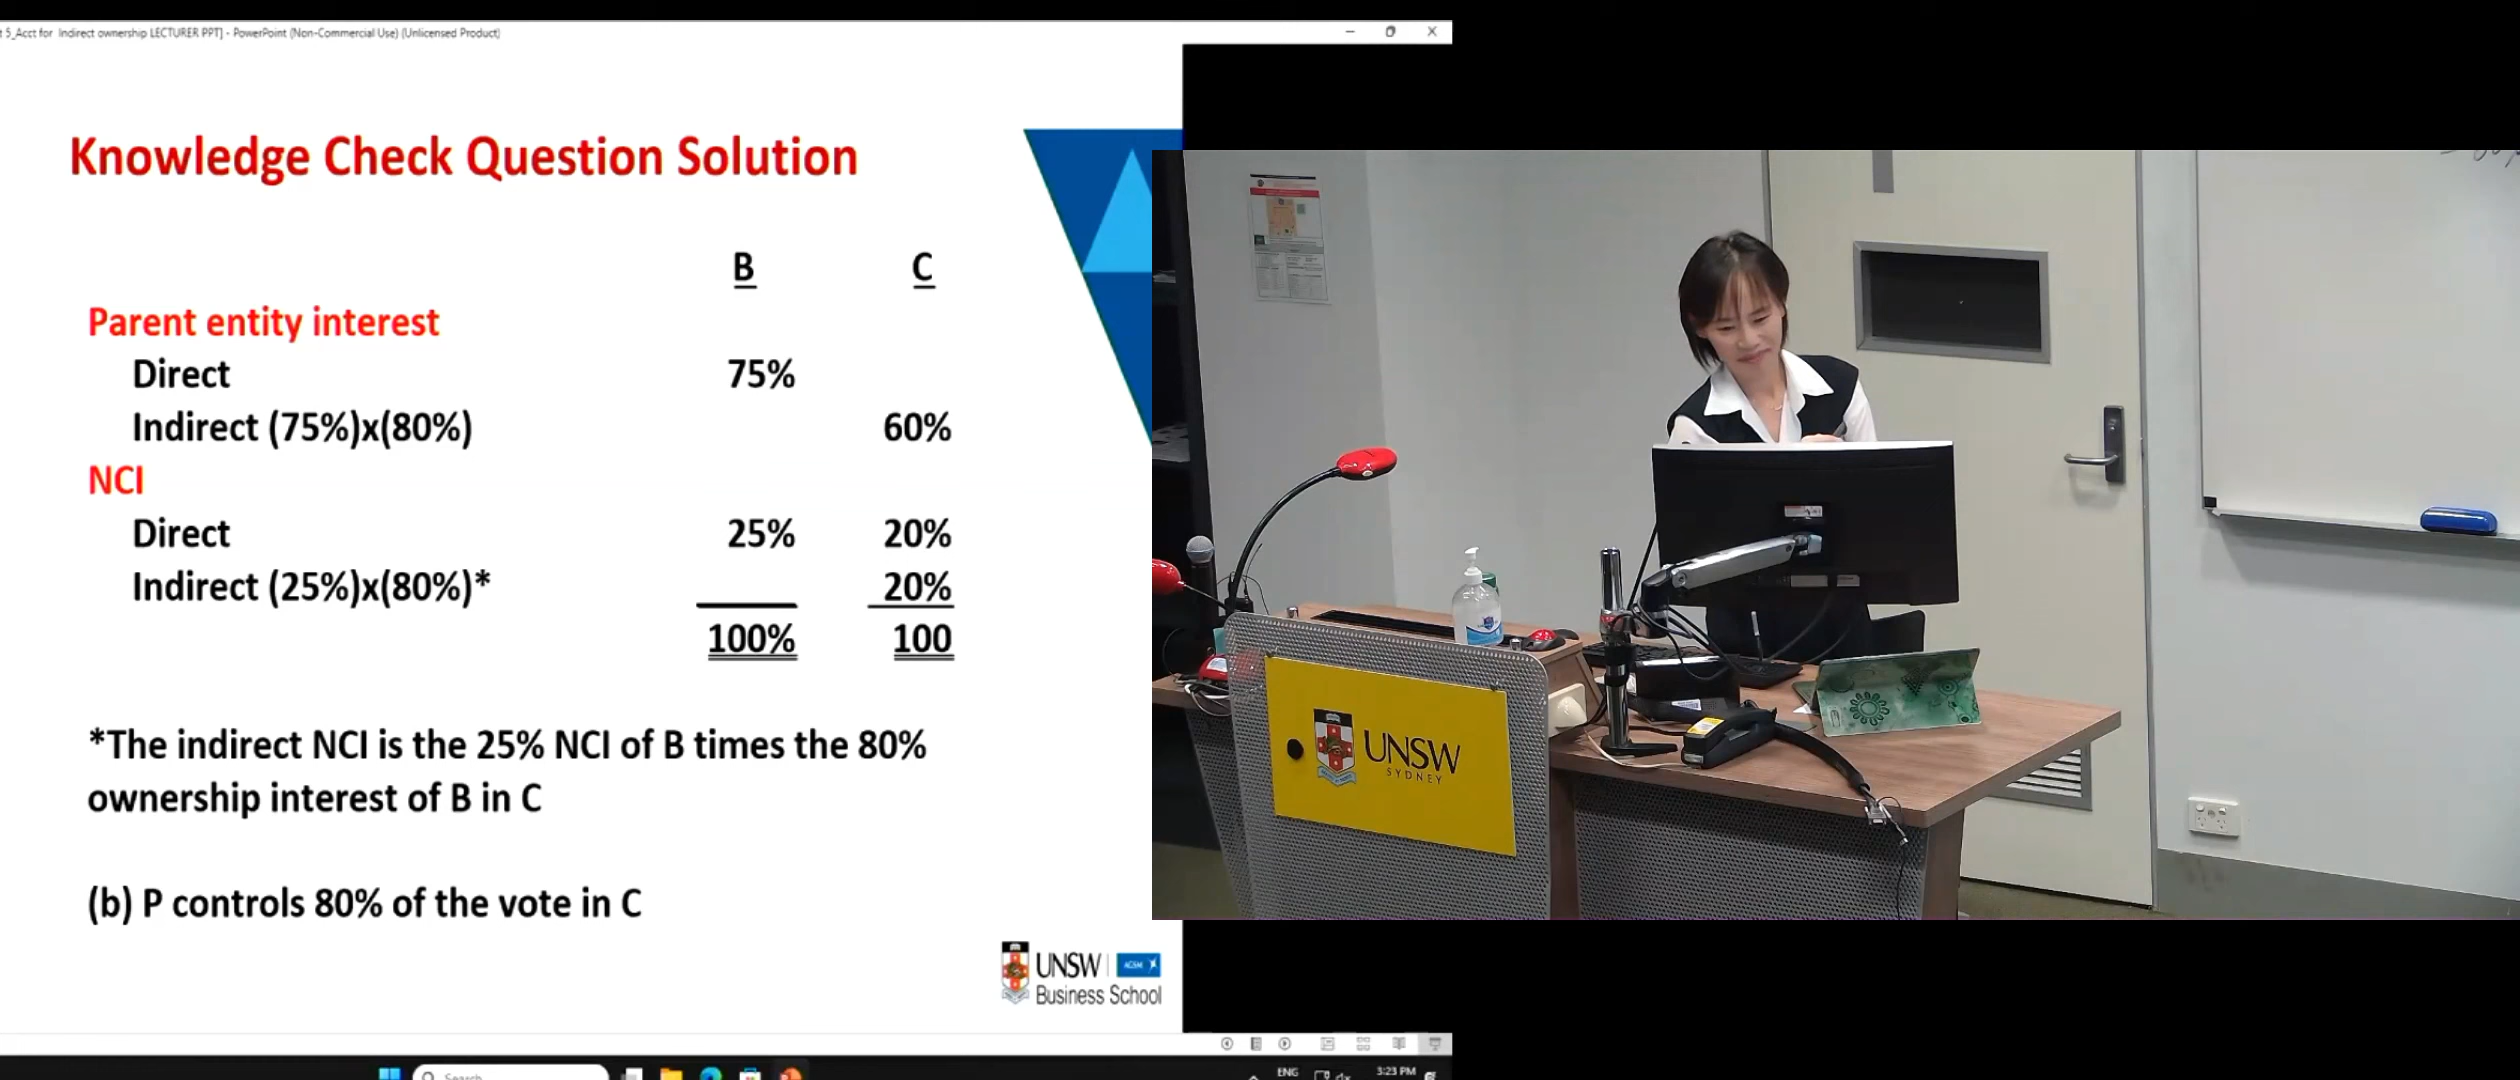 t 5_Acct for Indirect ownership LECTURER PPT] - PowerPoint (Non-Commercial Use) (Unlicensed Product)
Knowledge Check Question Solution
B C
Parent entity interest
Direct 75%
Indirect (75%)x(80%) 60%
NCI
Direct 25% 20%
Indirect (25%)x(80%)* 20%
100% 100
*The indirect NCI is the 25% NCI of B times the 80%
ownership interest of B in C
(b) P controls 80% of the vote in C
UNSW
AGSM
Business School
Search
ENG
3:23 PM
UNSW
SYDNEY